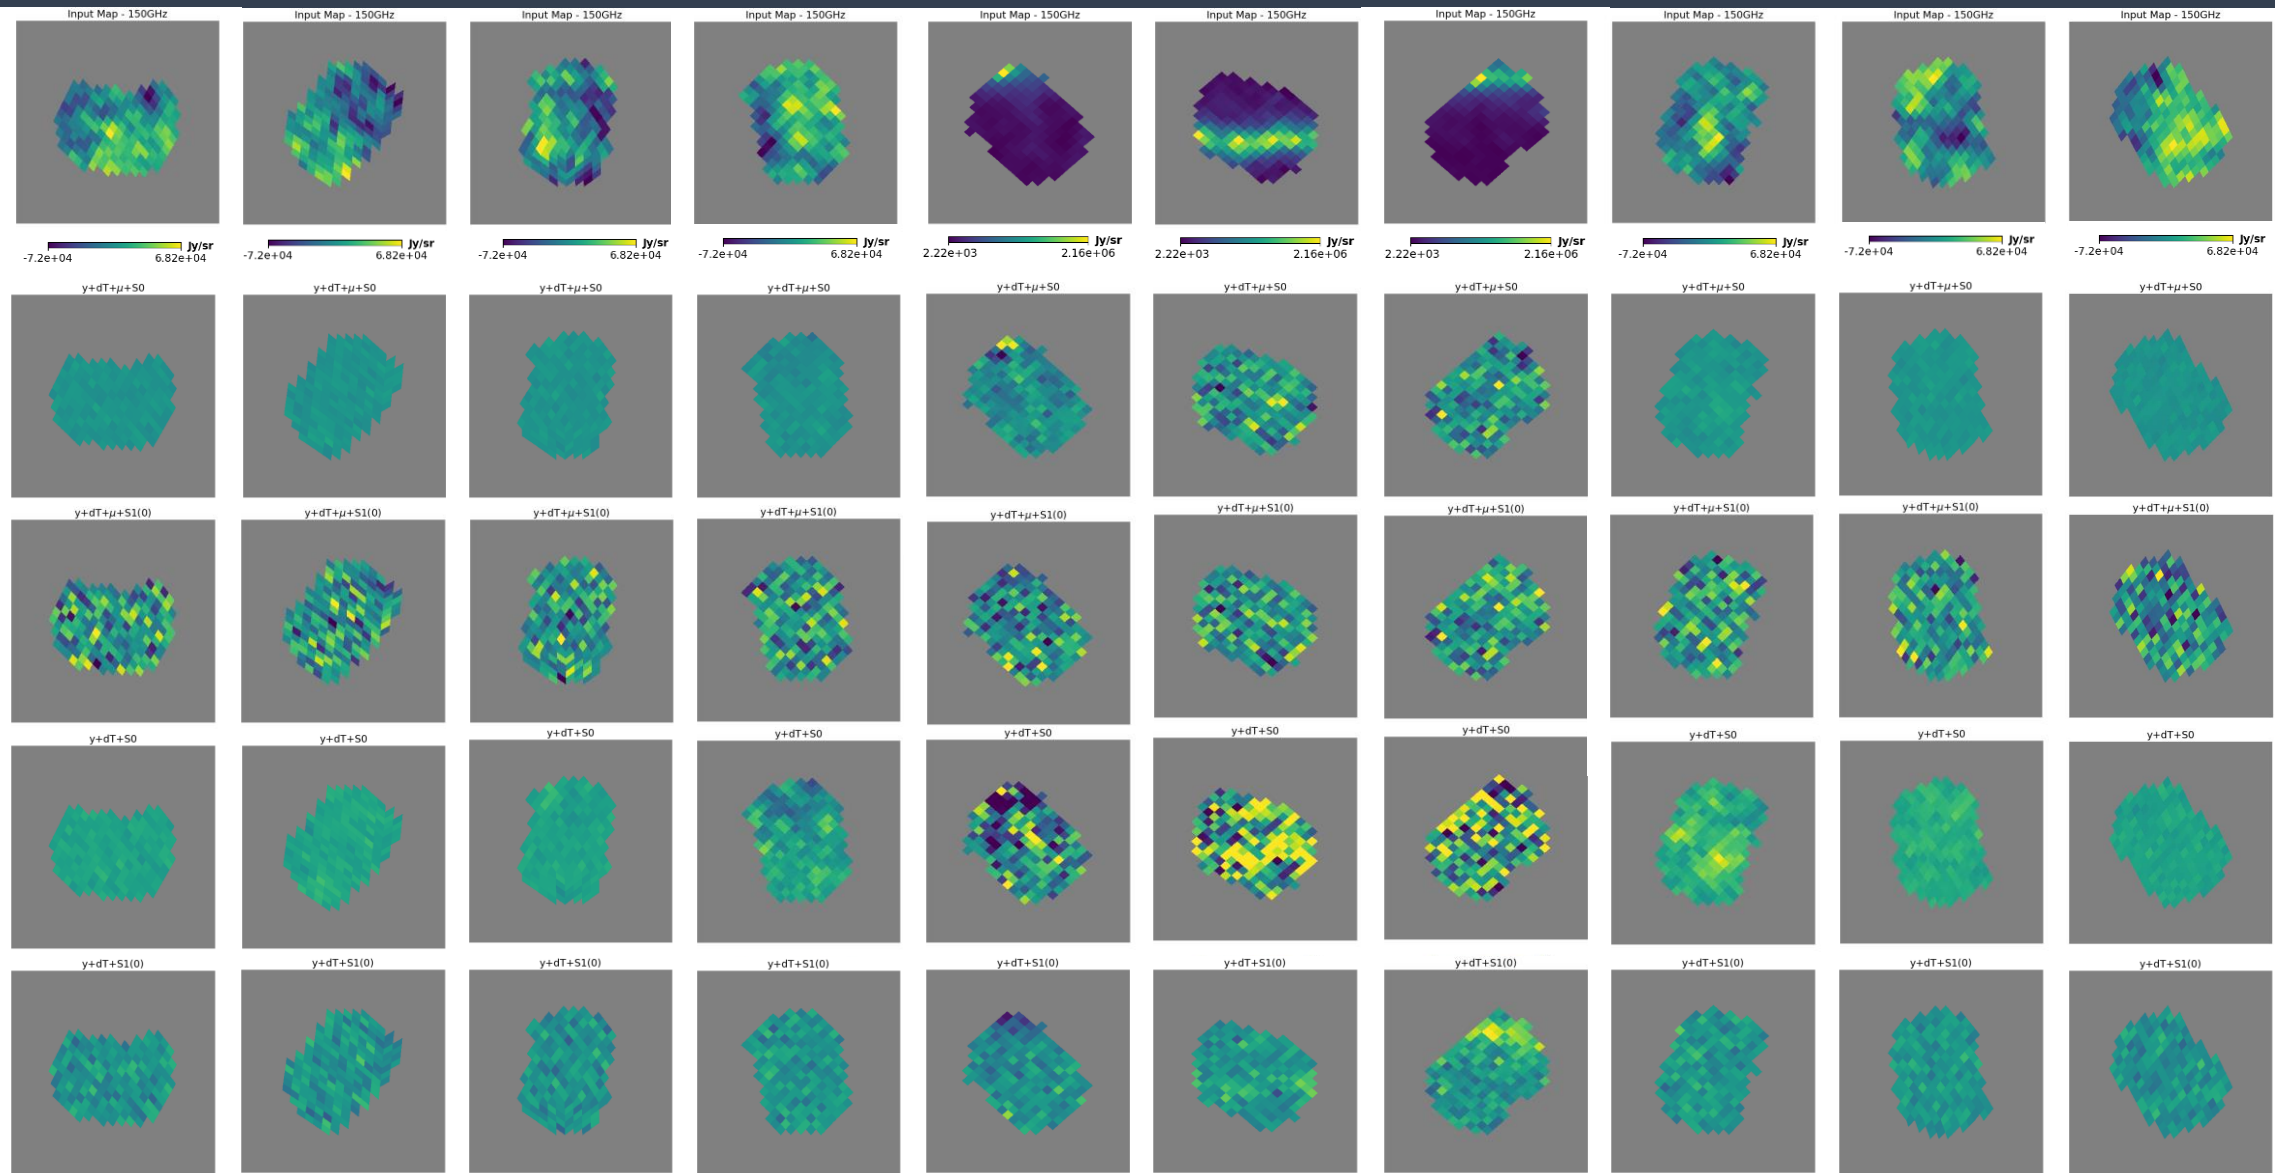 Input Map - 150GHz Input Map - 150GHz Input Map - 150GHz Input Map - 150GHz Input Map - 150GHz Input Map - 150GHz Input Map - 150GHz Input Map - 150GHz Input Map - 150GHz Input Map - 150GHz
Jy/sr Jy/sr Jy/sr Jy/sr Jy/sr Jy/sr Jy/sr Jy/sr Jy/sr Jy/sr
-7.2e+04 6.82e+04 -7.2e+04 6.82e+04 -7.2e+04 6.82e+04 -7.2e+04 6.82e+04 2.22e+03 2.16e+06 2.22e+03 2.16e+06 2.22e+03 2.16e+06 -7.2e+04 6.82e+04 -7.2e+04 6.82e+04 -7.2e+04 6.82e+04
y+dT+μ+S0 y+dT+μ+S0 y+dT+μ+S0 y+dT+μ+S0 y+dT+μ+S0 y+dT+μ+S0 y+dT+μ+S0 y+dT+μ+S0 y+dT+μ+S0 y+dT+μ+S0
y+dT+μ+S1(0) y+dT+μ+S1(0) y+dT+μ+S1(0) y+dT+μ+S1(0) y+dT+μ+S1(0) y+dT+μ+S1(0) y+dT+μ+S1(0) y+dT+μ+S1(0) y+dT+μ+S1(0) y+dT+μ+S1(0)
y+dT+S0 y+dT+S0 y+dT+S0 y+dT+S0 y+dT+S0 y+dT+S0 y+dT+S0 y+dT+S0 y+dT+S0 y+dT+S0
y+dT+S1(0) y+dT+S1(0) y+dT+S1(0) y+dT+S1(0) y+dT+S1(0) y+dT+S1(0) y+dT+S1(0) y+dT+S1(0) y+dT+S1(0) y+dT+S1(0)